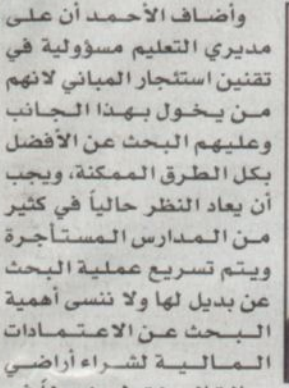 وأضاف الأحمد أن على
مديري التعليم مسؤولية في
تقنين استئجار المباني لانهم
من يخول بهذا الجانب
وعليهم البحث عن الأفضل
بكل الطرق الممكنة، ويجب
أن يعاد النظر حالياً في كثير
من المدارس المستأجرة
ويتم تسريع عملية البحث
عن بديل لها ولا ننسى أهمية
البحث عن الاعتمادات
المالية لشراء أراضي